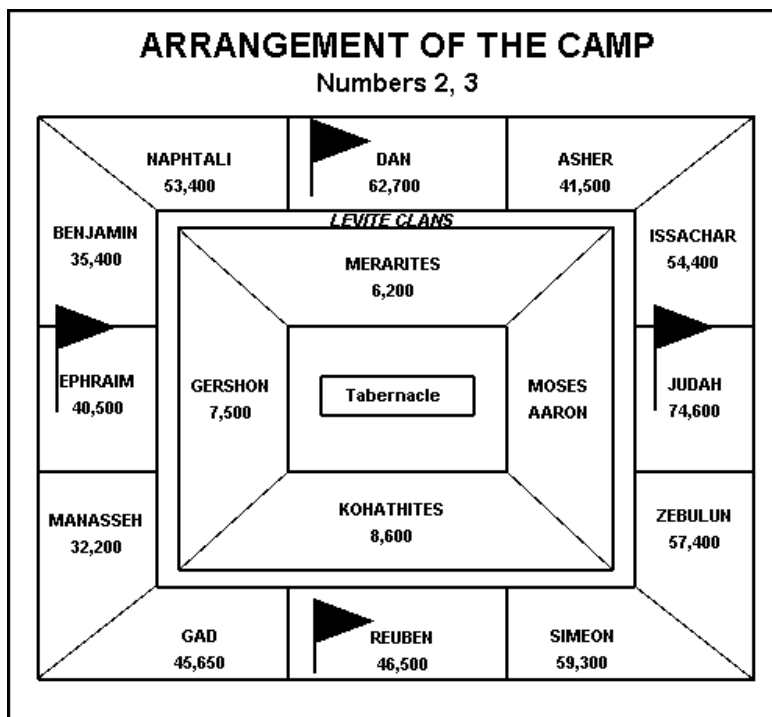 ARRANGEMENT OF THE CAMP
Numbers 2, 3
NAPHTALI
53,400
DAN
62,700
ASHER
41,500
BENJAMIN
35,400
LEVITE CLANS
ISSACHAR
54,400
MERARITES
6,200
EPHRAIM
40,500
GERSHON
7,500
Tabernacle
MOSES
AARON
JUDAH
74,600
MANASSEH
32,200
KOHATHITES
8,600
ZEBULUN
57,400
GAD
45,650
REUBEN
46,500
SIMEON
59,300